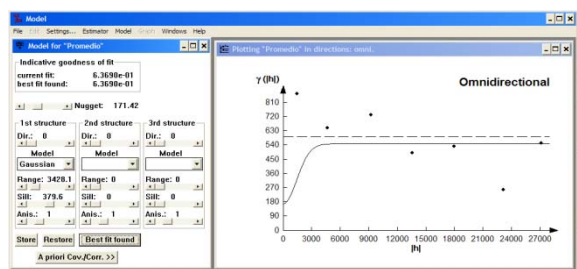 Model
File Edit Settings... Estimator Model Graph Windows Help
Model for "Promedio"
Indicative goodness of fit
current fit: 6.3690e-01
best fit found: 6.3690e-01
Nugget: 171.42
1st structure 2nd structure 3rd structure
Dir.: 0 Dir.: 0 Dir.: 0
Model Model Model
Gaussian
Range: 3428.1 Range: 0 Range: 0
Sill: 379.6 Sill: 0 Sill: 0
Anis.: 1 Anis.: 1 Anis.: 1
Store Restore Best fit found
A priori Cov./Corr. >>
Plotting "Promedio" in directions: omni.
γ (|h|)
Omnidirectional
810
720
630
540
450
360
270
180
90
0
0 3000 6000 9000 12000 15000 18000 21000 24000 27000
|h|